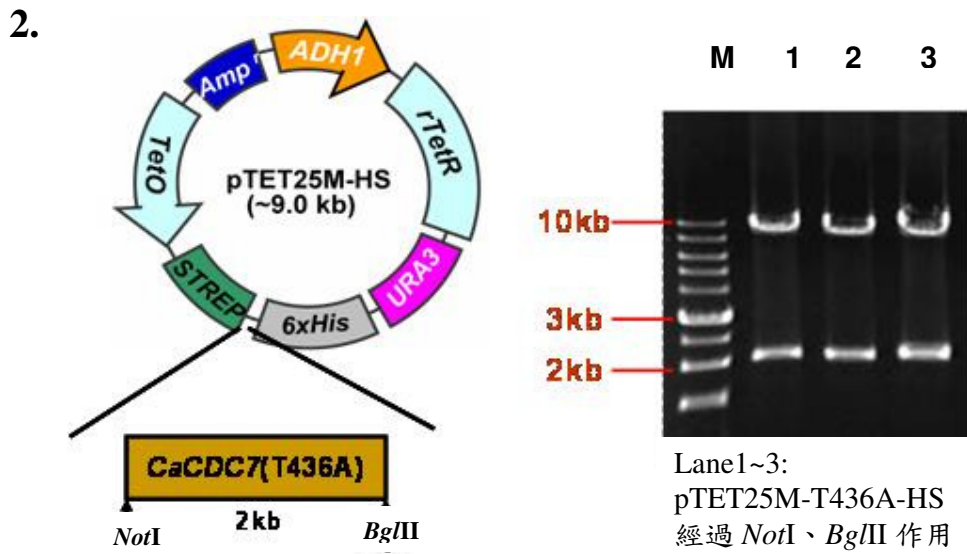 2.
ADH1
Amp r
rTetR
TetO
pTET25M-HS
(~9.0 kb)
URA3
STREP
6xHis
CaCDC7(T436A)
2kb
NotI
BglII
M 1 2 3
10kb
3kb
2kb
Lane1~3:
pTET25M-T436A-HS
經過 NotI、BglII 作用